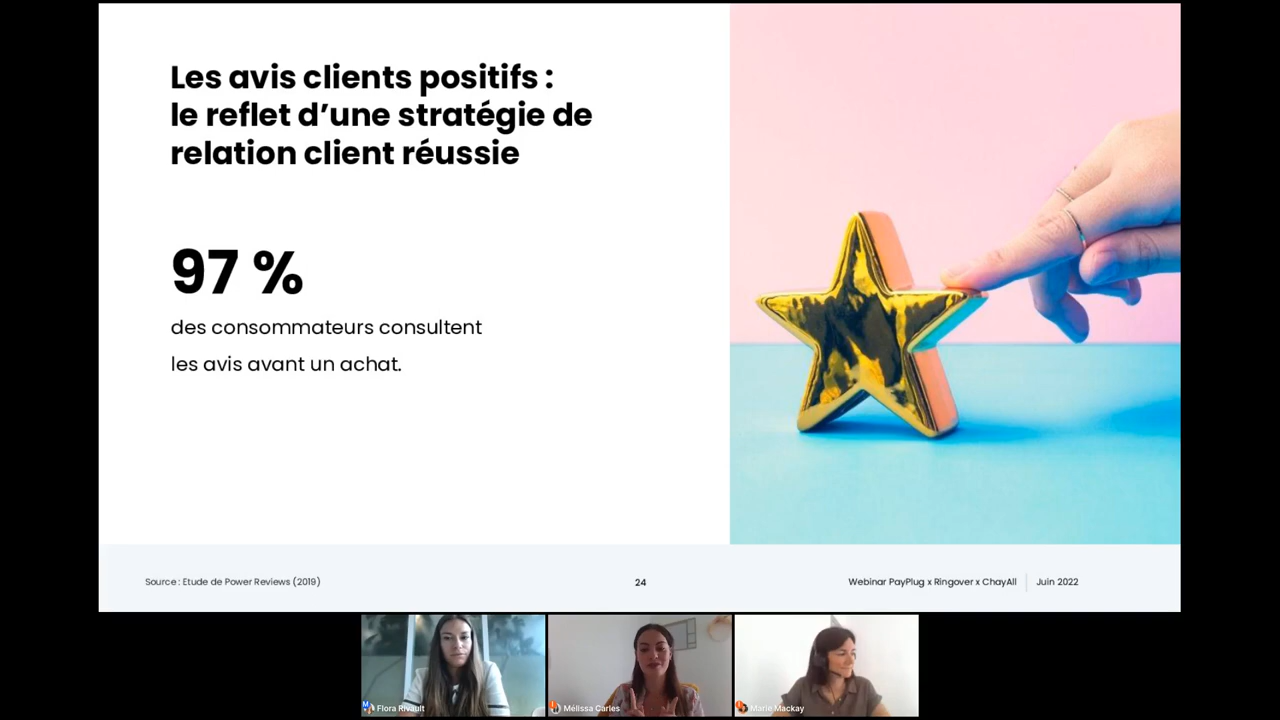 Les avis clients positifs :
le reflet d’une stratégie de
relation client réussie
97 %
des consommateurs consultent
les avis avant un achat.
Source : Etude de Power Reviews (2019)
24
Webinar PayPlug x Ringover x ChayAll
Juin 2022
Flora Rivault
Mélissa Carles
Marie Mackay